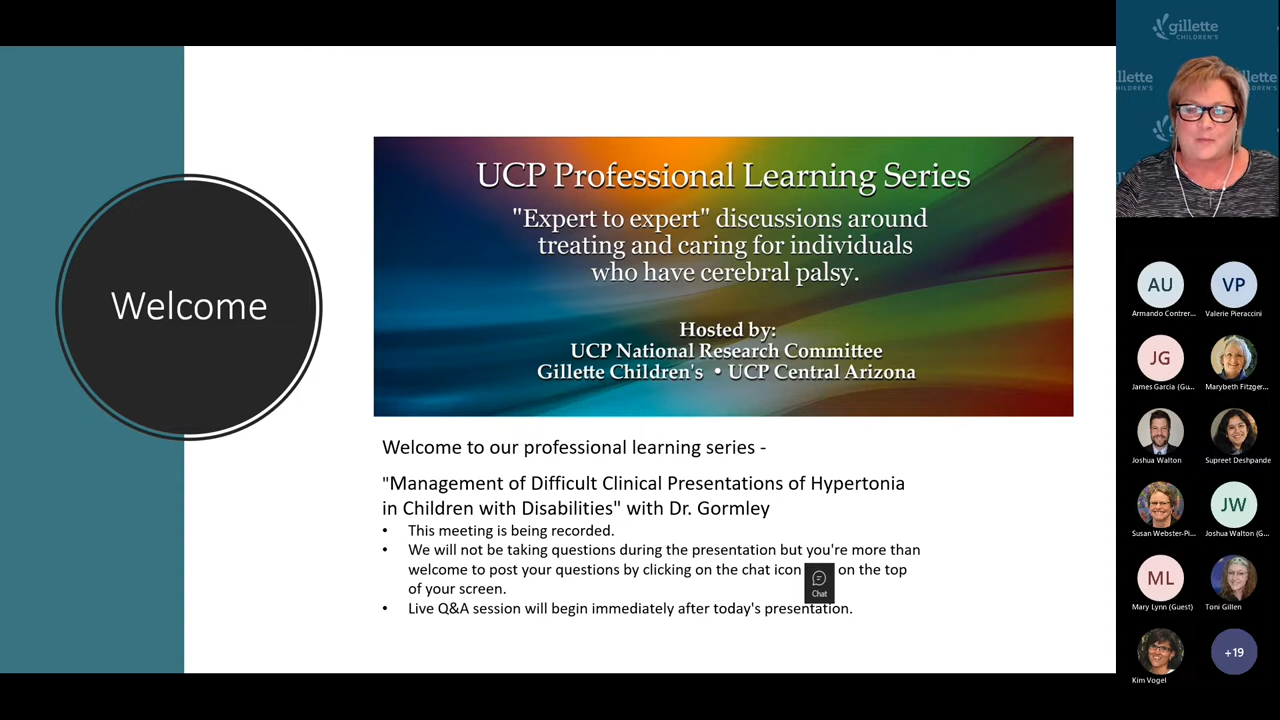 Welcome
UCP Professional Learning Series
"Expert to expert" discussions around
treating and caring for individuals
who have cerebral palsy.
Hosted by:
UCP National Research Committee
Gillette Children's • UCP Central Arizona
Welcome to our professional learning series -
"Management of Difficult Clinical Presentations of Hypertonia
in Children with Disabilities" with Dr. Gormley
• This meeting is being recorded.
• We will not be taking questions during the presentation but you're more than
welcome to post your questions by clicking on the chat icon on the top
Chat
of your screen.
• Live Q&A session will begin immediately after today's presentation.
gillette
CHILDREN'S
AU
VP
Armando Contrer...
Valerie Pieraccini
JG
James Garcia (Gu...
Marybeth Fitzger...
Joshua Walton
Supreet Deshpande
JW
Susan Webster-Pi...
Joshua Walton (G...
ML
Mary Lynn (Guest)
Toni Gillen
+19
Kim Vogel